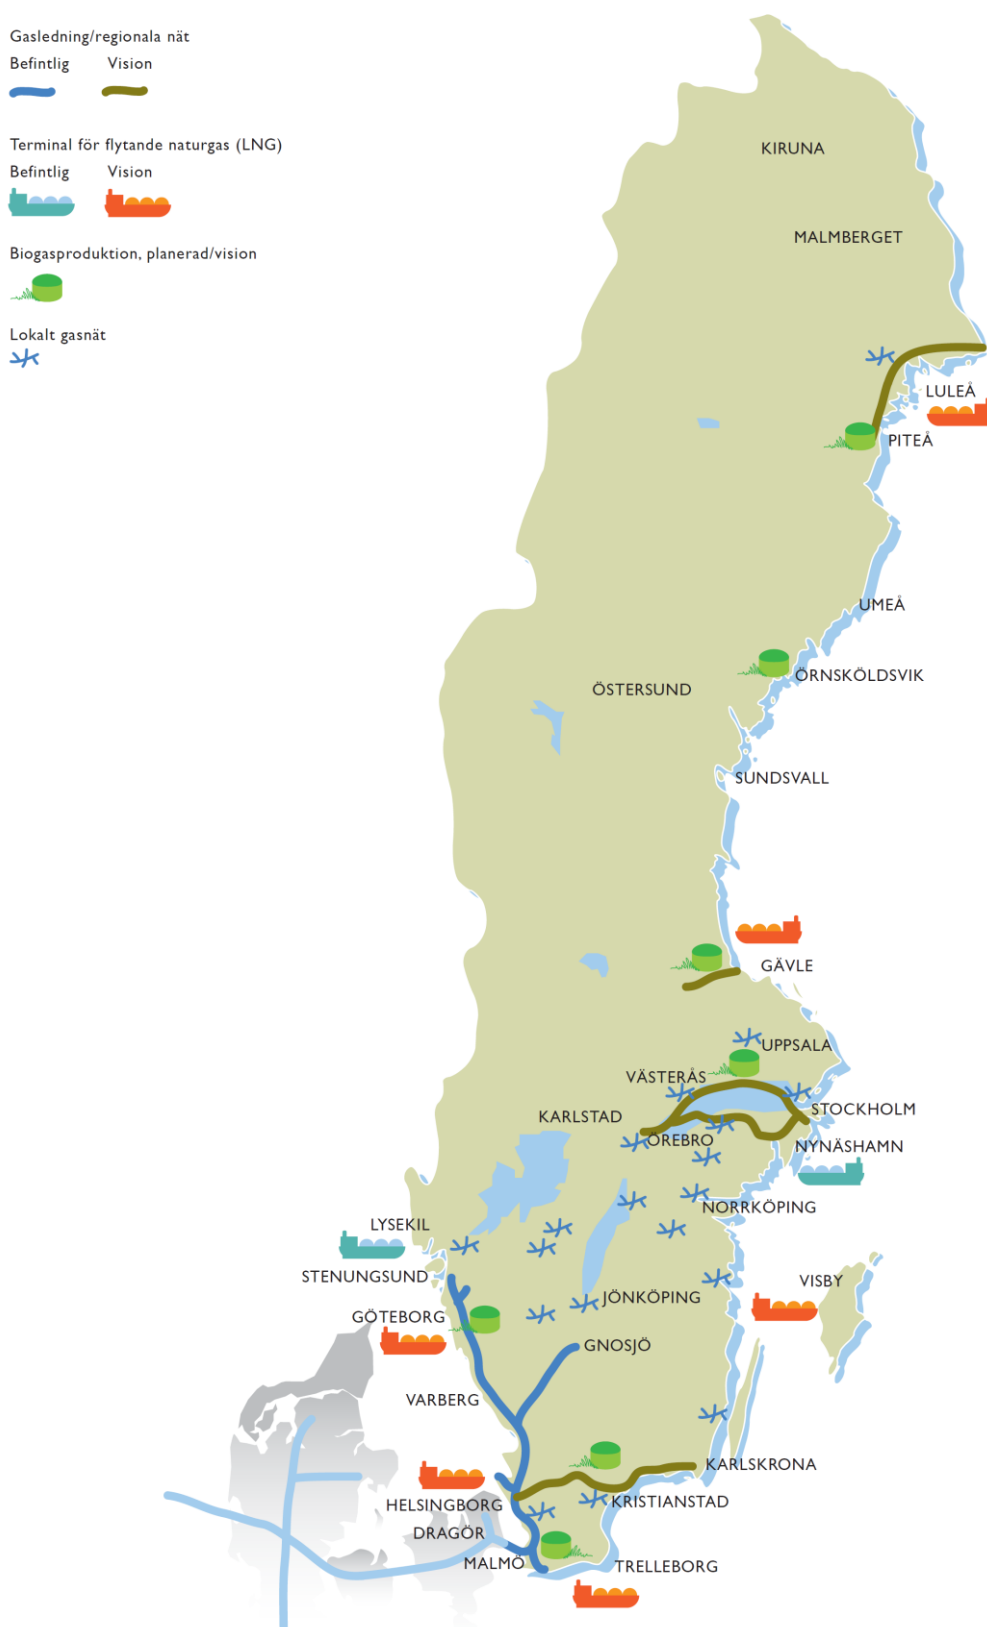 Gasledning/regionala nät
Befintlig Vision
Terminal för flytande naturgas (LNG)
Befintlig Vision
Biogasproduktion, planerad/vision
Lokalt gasnät
KIRUNA
MALMBERGET
LULEÅ
PITEÅ
UMEÅ
ÖRNSKÖLDSVIK
ÖSTERSUND
SUNDSVALL
GÄVLE
UPPSALA
VÄSTERÅS
STOCKHOLM
KARLSTAD
ÖREBRO
NYNÄSHAMN
NORRKÖPING
LYSEKIL
STENUNGSUND
VISBY
JÖNKÖPING
GÖTEBORG
GNOSJÖ
VARBERG
KARLSKRONA
KRISTIANSTAD
HELSINGBORG
DRAGÖR
MALMÖ
TRELLEBORG